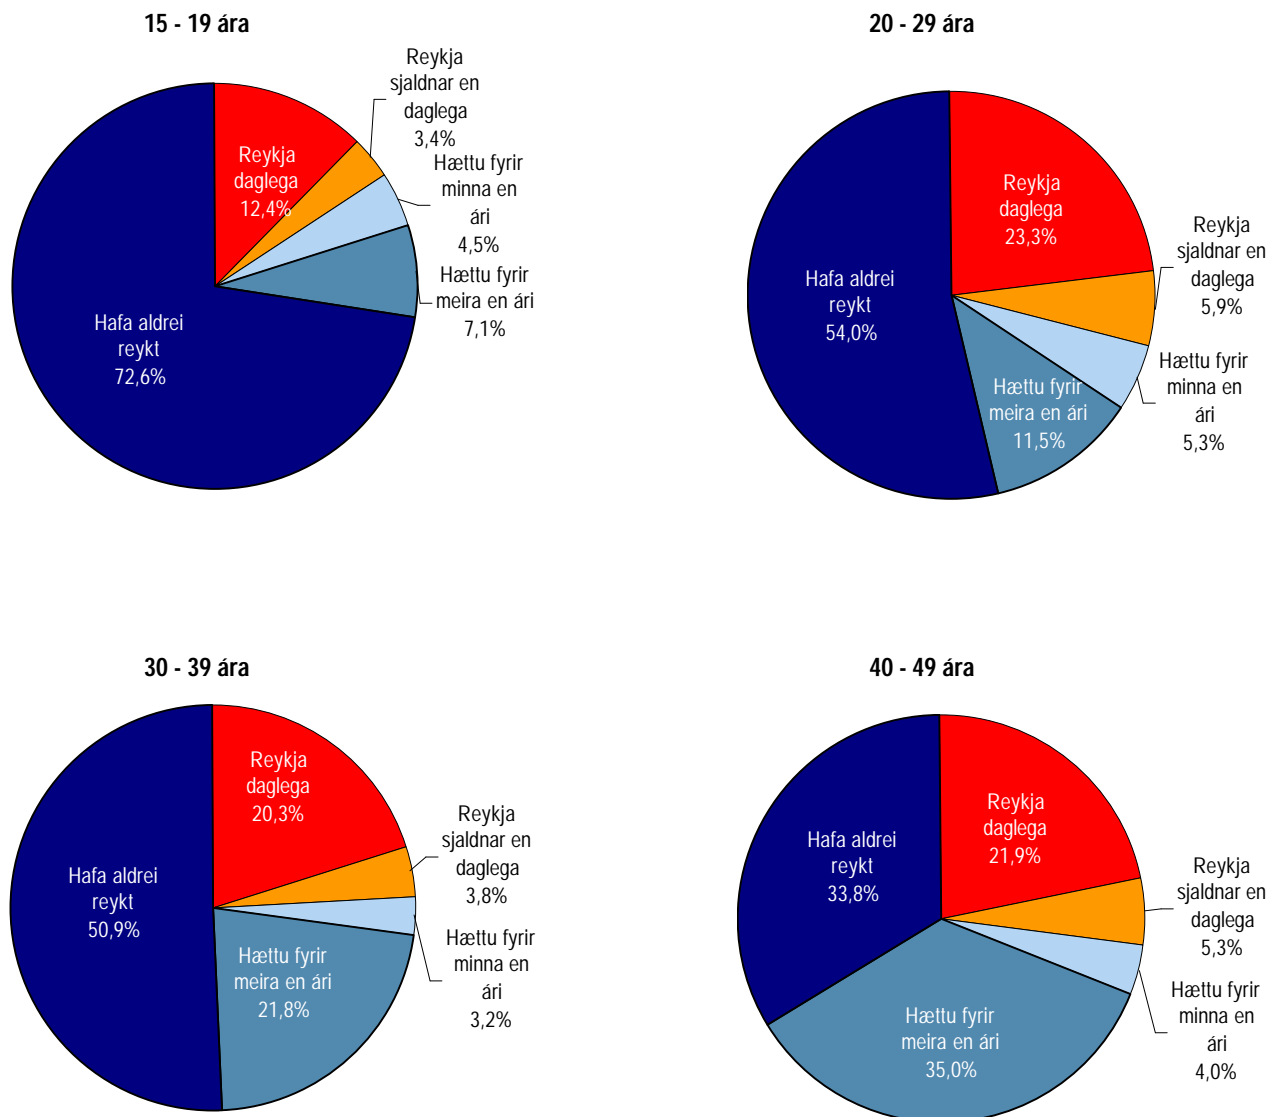 15 - 19 ára
Reykja
sjaldnar en
daglega
3,4%
Reykja
daglega
12,4%
Hættu fyrir
minna en
ári
4,5%
Hættu fyrir
meira en ári
7,1%
Hafa aldrei
reykt
72,6%
20 - 29 ára
Reykja
daglega
23,3%
Reykja
sjaldnar en
daglega
5,9%
Hafa aldrei
reykt
54,0%
Hættu fyrir
minna en
ári
5,3%
Hættu fyrir
meira en ári
11,5%
30 - 39 ára
Reykja
daglega
20,3%
Reykja
sjaldnar en
daglega
3,8%
Hafa aldrei
reykt
50,9%
Hættu fyrir
minna en
ári
3,2%
Hættu fyrir
meira en ári
21,8%
40 - 49 ára
Reykja
daglega
21,9%
Hafa aldrei
reykt
33,8%
Reykja
sjaldnar en
daglega
5,3%
Hættu fyrir
minna en
ári
4,0%
Hættu fyrir
meira en ári
35,0%